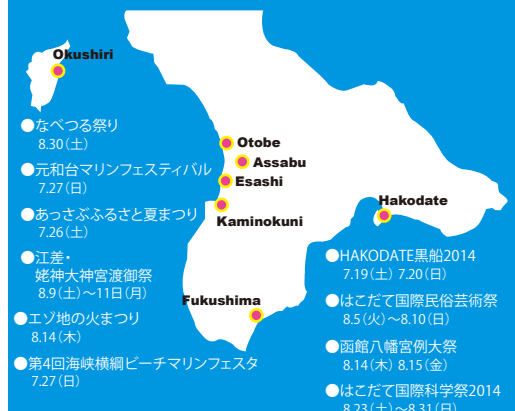 Okushiri
Otobe
Assabu
Esashi
Kaminokuni
Hakodate
Fukushima
●なべつる祭り
8.30(土)
●元和台マリンフェスティバル
7.27(日)
●あっさぶふるさと夏まつり
7.26(土)
●江差・
姥神大神宮渡御祭
8.9(土)～11日(月)
●エゾ地の火まつり
8.14(木)
●第4回海峡横綱ビーチマリンフェスタ
7.27(日)
●HAKODATE黒船2014
7.19(土) 7.20(日)
●はこだて国際民俗芸術祭
8.5(火)～8.10(日)
●函館八幡宮例大祭
8.14(木) 8.15(金)
●はこだて国際科学祭2014
8.23(土)～8.31(日)